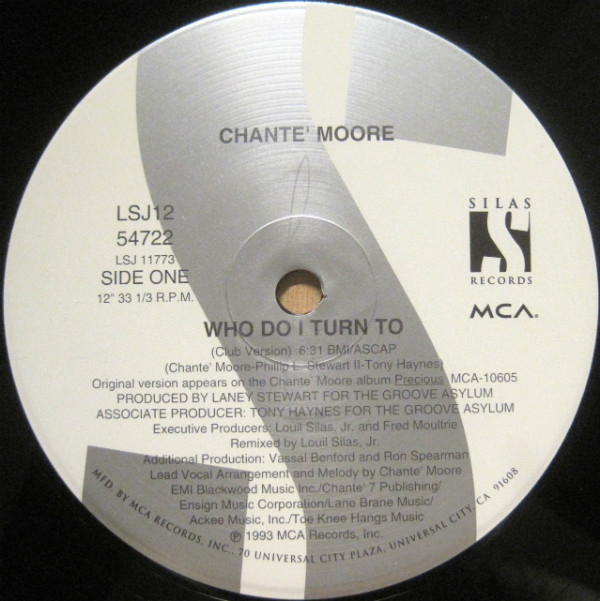 CHANTE' MOORE
LSJ12
54722
LSJ 11773
SIDE ONE
12" 33 1/3 R.P.M.
SILAS
S
RECORDS
MCA®
WHO DO I TURN TO
(Club Version) 6:31 BMI/ASCAP
(Chante' Moore-Phillip L. Stewart II-Tony Haynes)
Original version appears on the Chante' Moore album Precious MCA-10605
PRODUCED BY LANEY STEWART FOR THE GROOVE ASYLUM
ASSOCIATE PRODUCER: TONY HAYNES FOR THE GROOVE ASYLUM
Executive Producers: Louil Silas, Jr. and Fred Moultrie
Remixed by Louil Silas, Jr.
Additional Production: Vassal Benford and Ron Spearman
Lead Vocal Arrangement and Melody by Chante' Moore
EMI Blackwood Music Inc./Chante' 7 Publishing/
Ensign Music Corporation/Lane Brane Music/
Ackee Music, Inc./Toe Knee Hangs Music
℗ 1993 MCA Records, Inc.
MFD. BY MCA RECORDS, INC., 70 UNIVERSAL CITY PLAZA, UNIVERSAL CITY, CA 91608